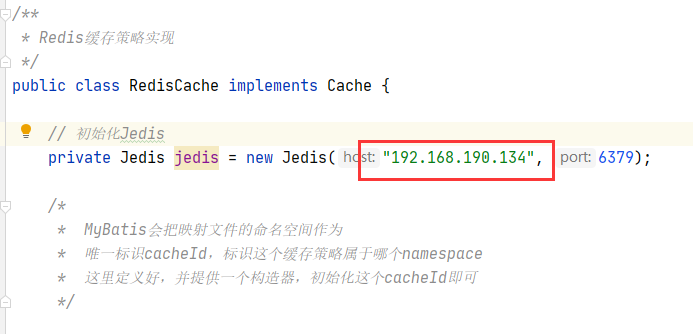 /**
* Redis缓存策略实现
*/
public class RedisCache implements Cache {
// 初始化Jedis
private Jedis jedis = new Jedis( host: "192.168.190.134", port: 6379);
/*
* MyBatis会把映射文件的命名空间作为
* 唯一标识cacheId，标识这个缓存策略属于哪个namespace
* 这里定义好，并提供一个构造器，初始化这个cacheId即可
*/